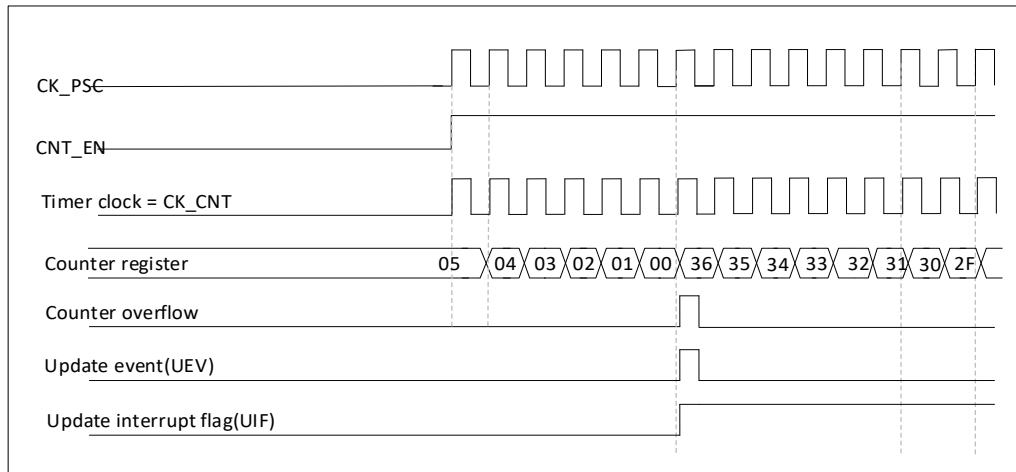 CK_PSC
CNT_EN
Timer clock = CK_CNT
Counter register 05 04 03 02 01 00 36 35 34 33 32 31 30 2F
Counter overflow
Update event(UEV)
Update interrupt flag(UIF)